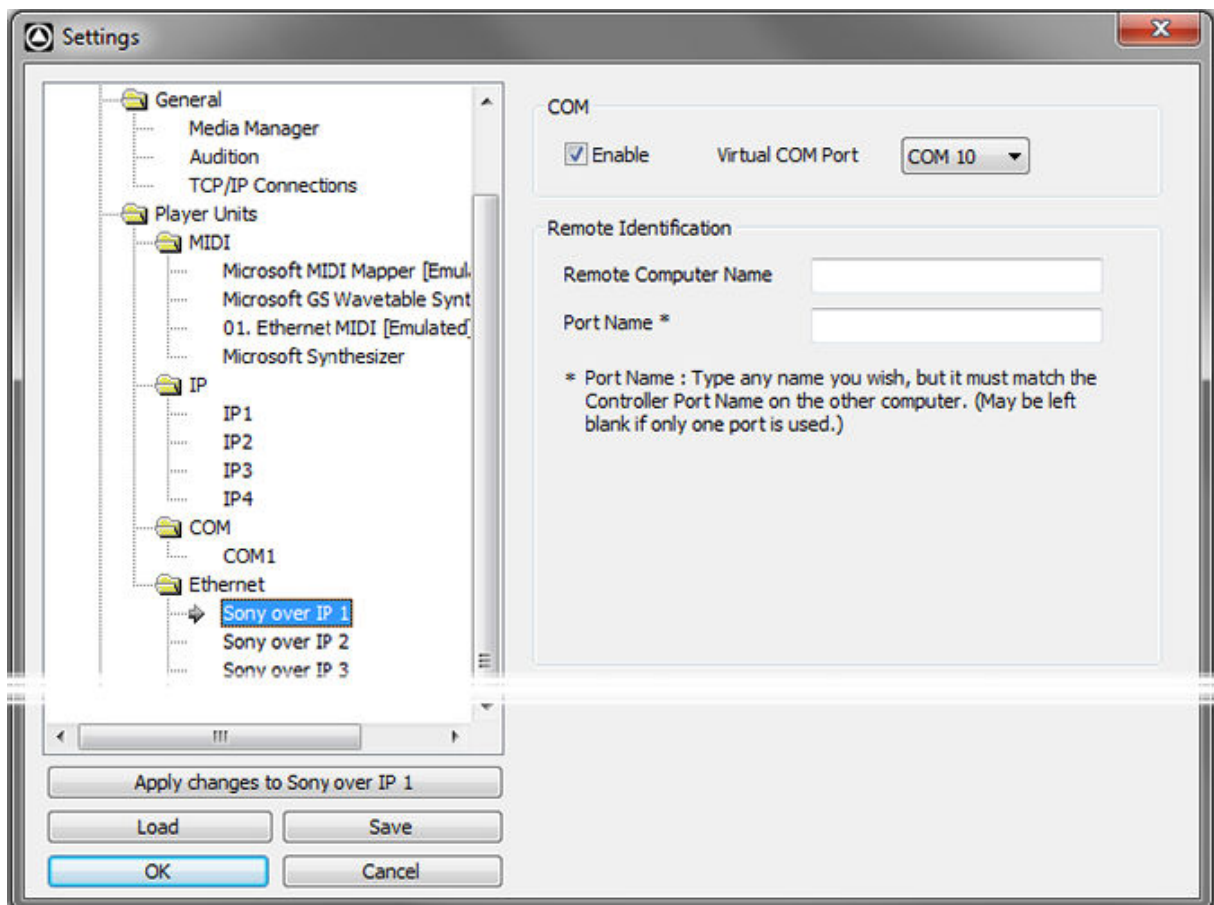 Settings
General
Media Manager
Audition
TCP/IP Connections
Player Units
MIDI
Microsoft MIDI Mapper [Emul
Microsoft GS Wavetable Synt
01. Ethernet MIDI [Emulated]
Microsoft Synthesizer
IP
IP1
IP2
IP3
IP4
COM
COM1
Ethernet
Sony over IP 1
Sony over IP 2
Sony over IP 3
Apply changes to Sony over IP 1
Load Save
OK Cancel
COM
Enable Virtual COM Port COM 10
Remote Identification
Remote Computer Name
Port Name *
* Port Name : Type any name you wish, but it must match the
Controller Port Name on the other computer. (May be left
blank if only one port is used.)